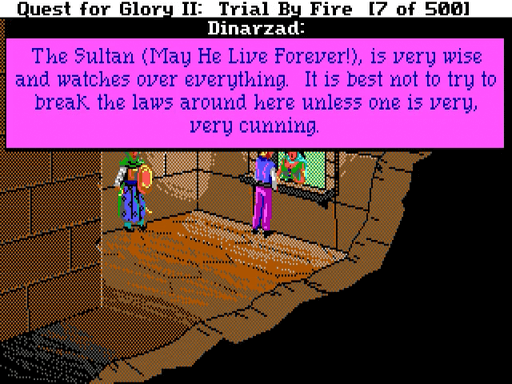 Quest for Glory II: Trial By Fire [7 of 500]
Dinarzad:
The Sultan (May He Live Forever!), is very wise
and watches over everything. It is best not to try to
break the laws around here unless one is very,
very cunning.